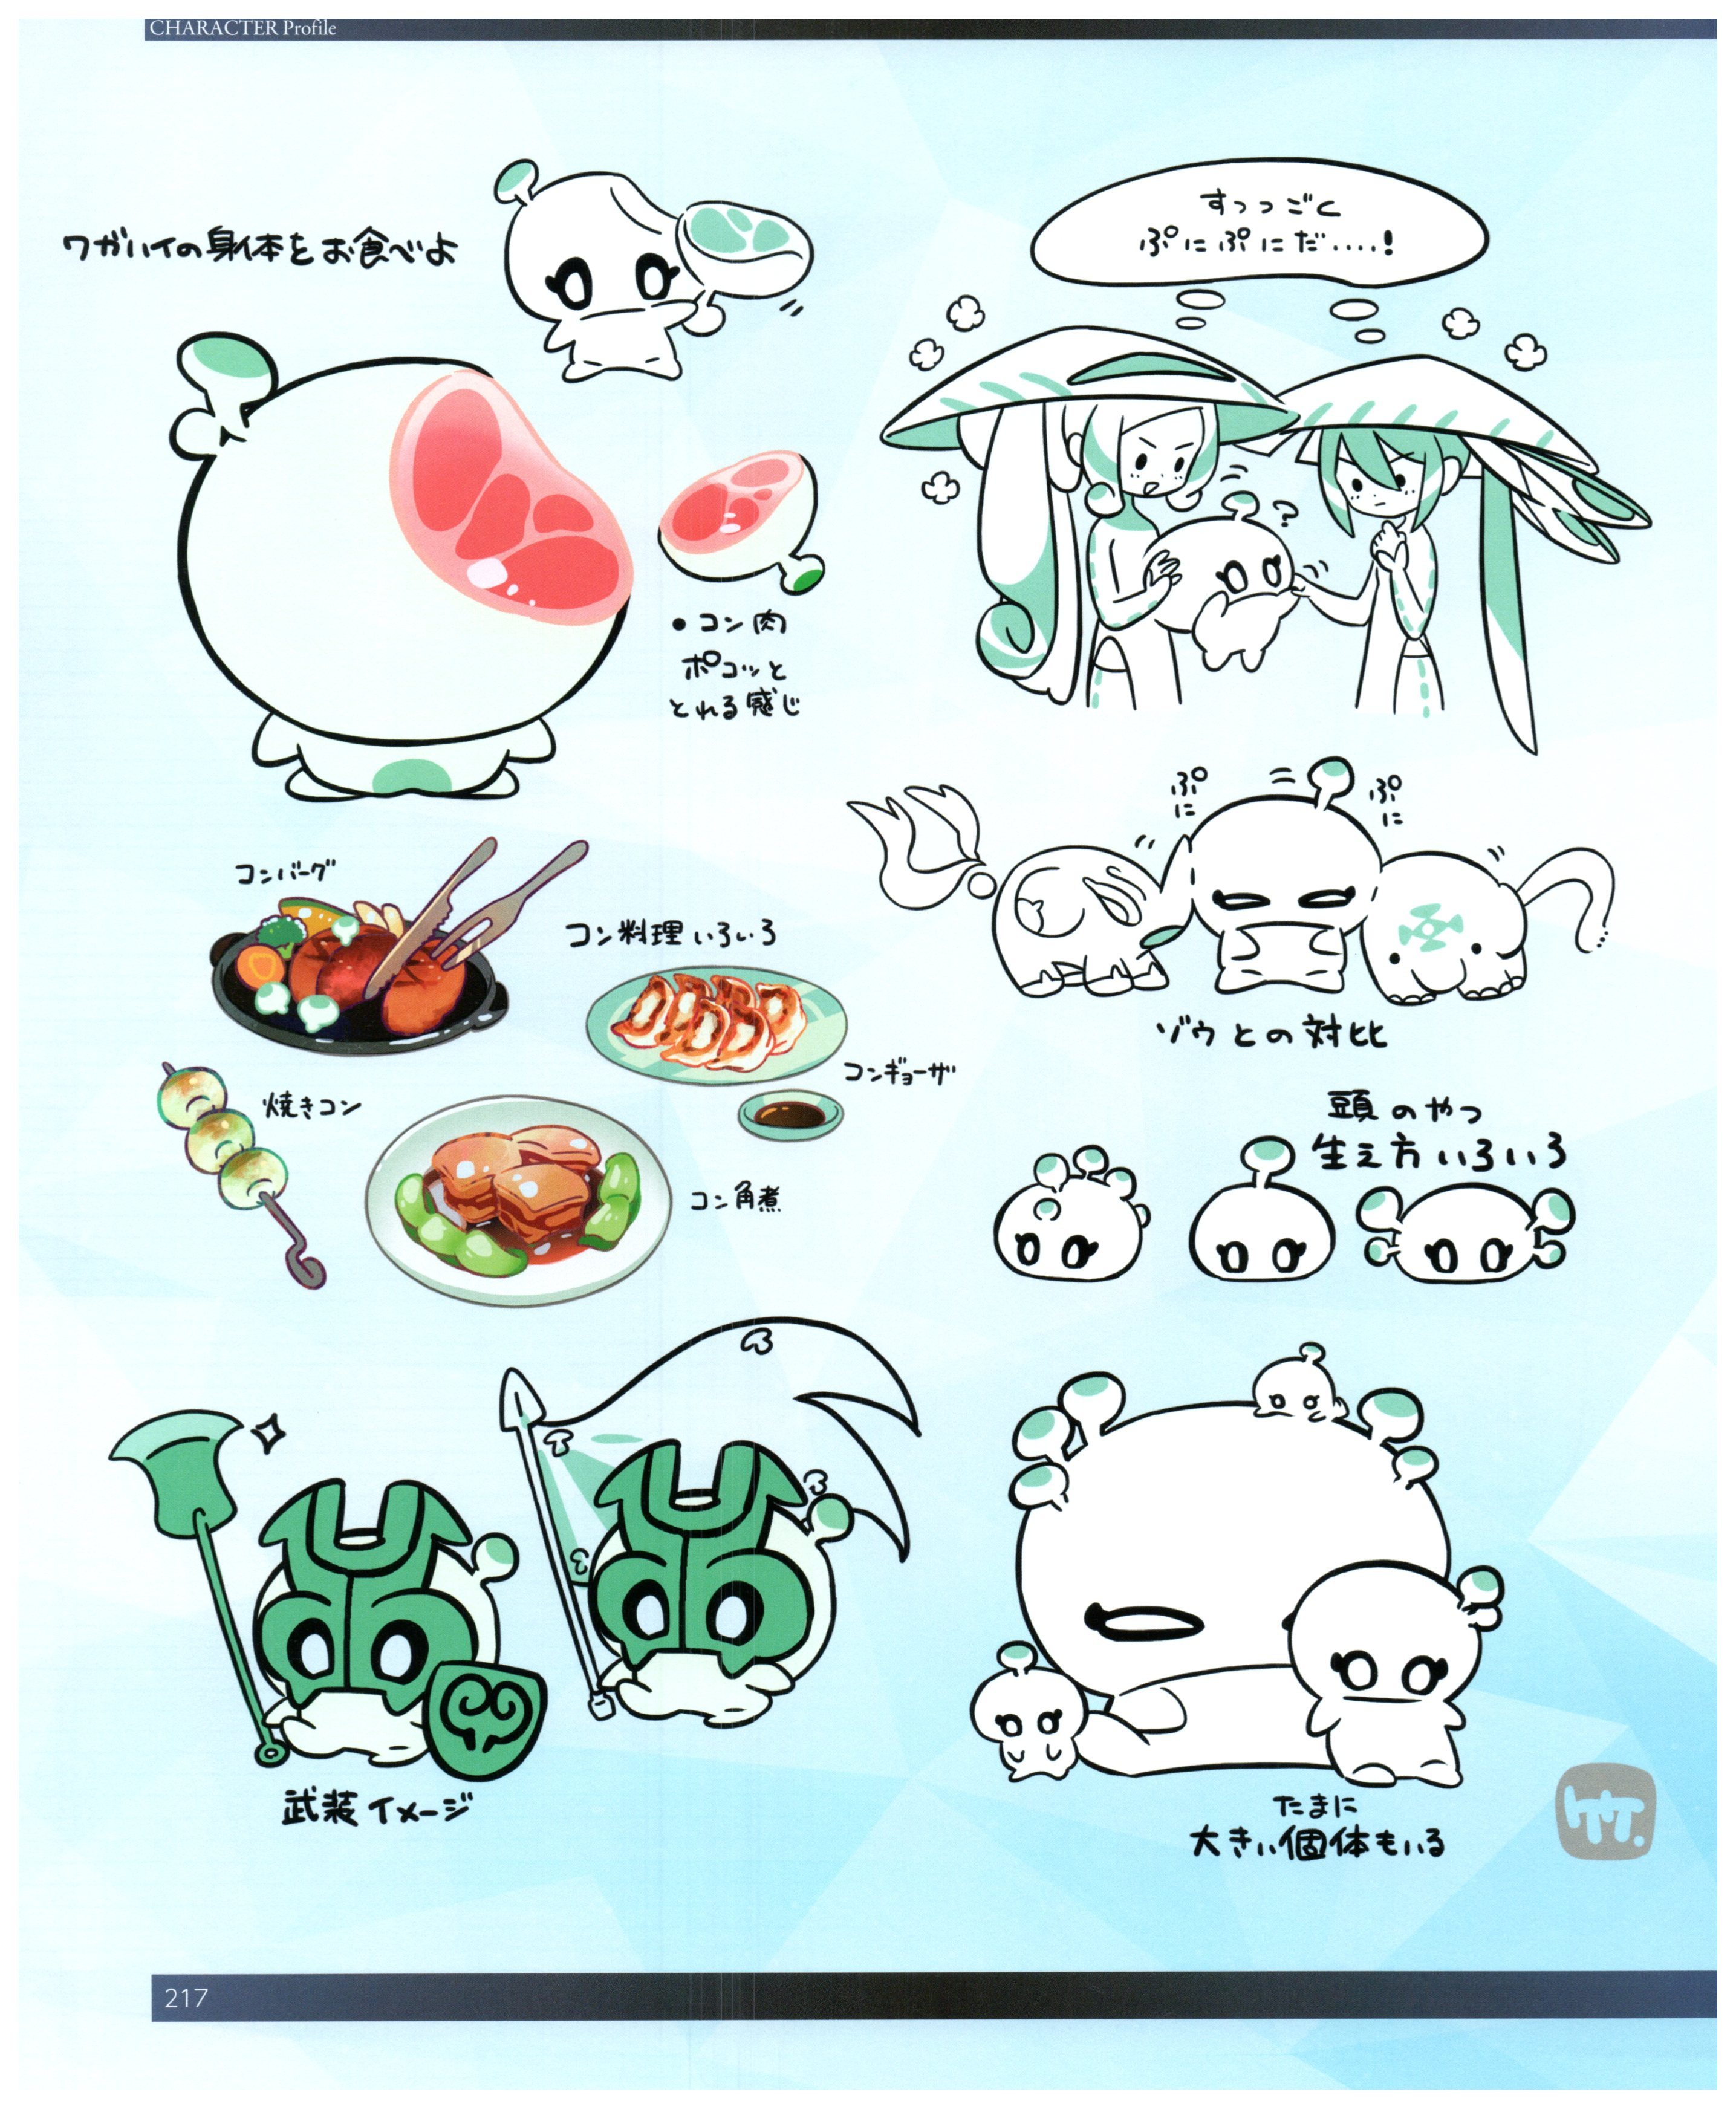 CHARACTER Profile
ワガハイの身体をお食べよ
すっっごく
ぷにぷにだ....!
?
●コン肉
ポコッと
とれる感じ
ぷに
ぷに
ゾウとの対比
コンバーグ
コン料理いろいろ
コンギョーザ
焼きコン
コン角煮
頭のやつ
生え方いろいろ
武装イメージ
たまに
大きい個体もいる
竹.
217